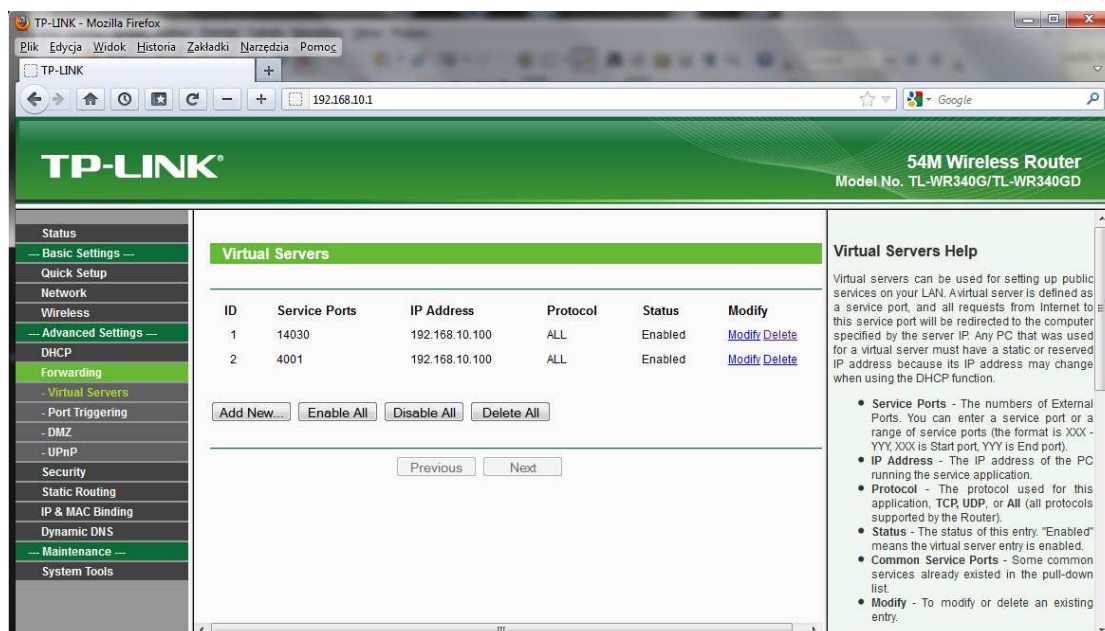 TP-LINK - Mozilla Firefox
Plik Edycja Widok Historia Zakładki Narzędzia Pomoc
TP-LINK
192.168.10.1
Google
TP-LINK®
54M Wireless Router
Model No. TL-WR340G/TL-WR340GD
Status
--- Basic Settings ---
Quick Setup
Network
Wireless
--- Advanced Settings ---
DHCP
Forwarding
- Virtual Servers
- Port Triggering
- DMZ
- UPnP
Security
Static Routing
IP & MAC Binding
Dynamic DNS
--- Maintenance ---
System Tools
Virtual Servers
ID Service Ports IP Address Protocol Status Modify
1 14030 192.168.10.100 ALL Enabled Modify Delete
2 4001 192.168.10.100 ALL Enabled Modify Delete
Add New... Enable All Disable All Delete All
Previous Next
Virtual Servers Help
Virtual servers can be used for setting up public
services on your LAN. Avirtual server is defined as
a service port, and all requests from Internet to
this service port will be redirected to the computer
specified by the server IP. Any PC that was used
for a virtual server must have a static or reserved
IP address because its IP address may change
when using the DHCP function.
• Service Ports - The numbers of External
Ports. You can enter a service port or a
range of service ports (the format is XXX -
YYY, XXX is Start port, YYY is End port).
• IP Address - The IP address of the PC
running the service application.
• Protocol - The protocol used for this
application, TCP, UDP, or All (all protocols
supported by the Router).
• Status - The status of this entry. "Enabled"
means the virtual server entry is enabled.
• Common Service Ports - Some common
services already existed in the pull-down
list.
• Modify - To modify or delete an existing
entry.